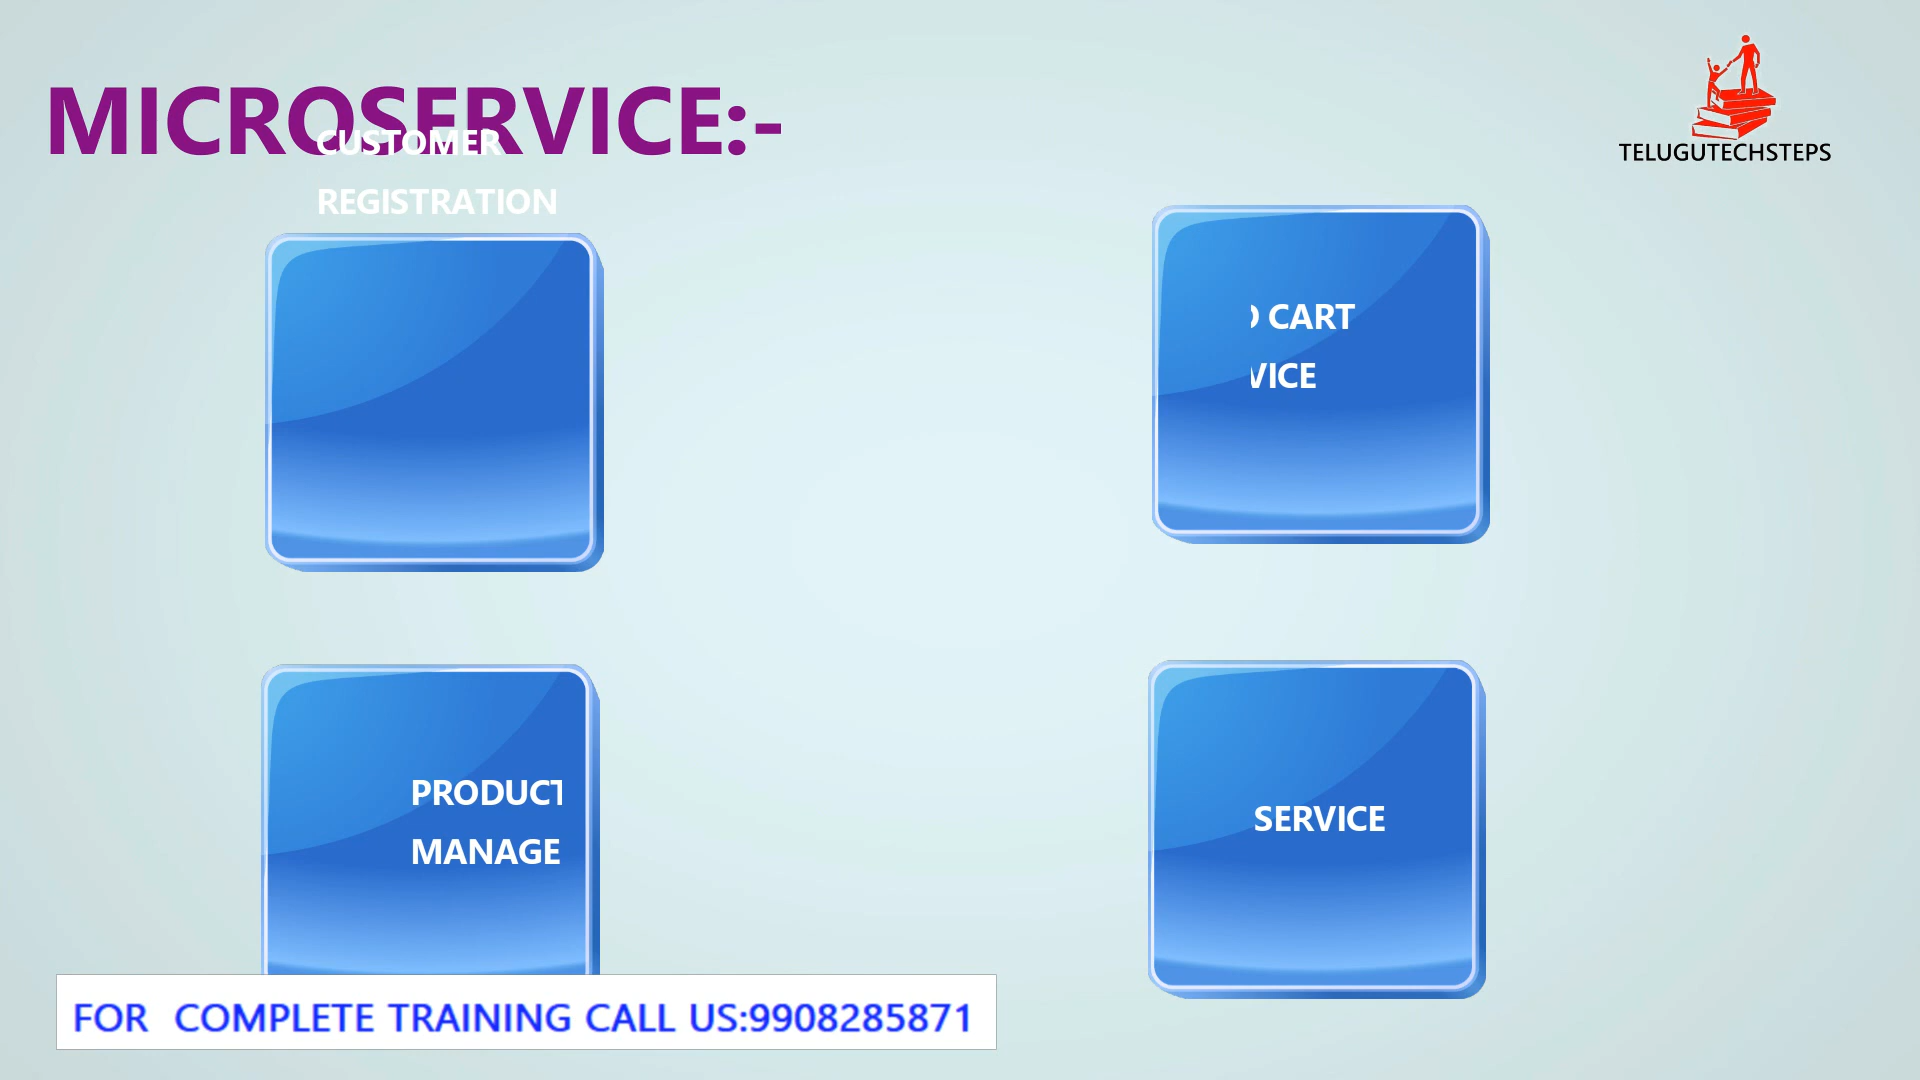 MICROSERVICE:-
CUSTOMER
REGISTRATION
TELUGUTECHSTEPS
CART
VICE
PRODUCT
MANAGE
SERVICE
FOR COMPLETE TRAINING CALL US:9908285871